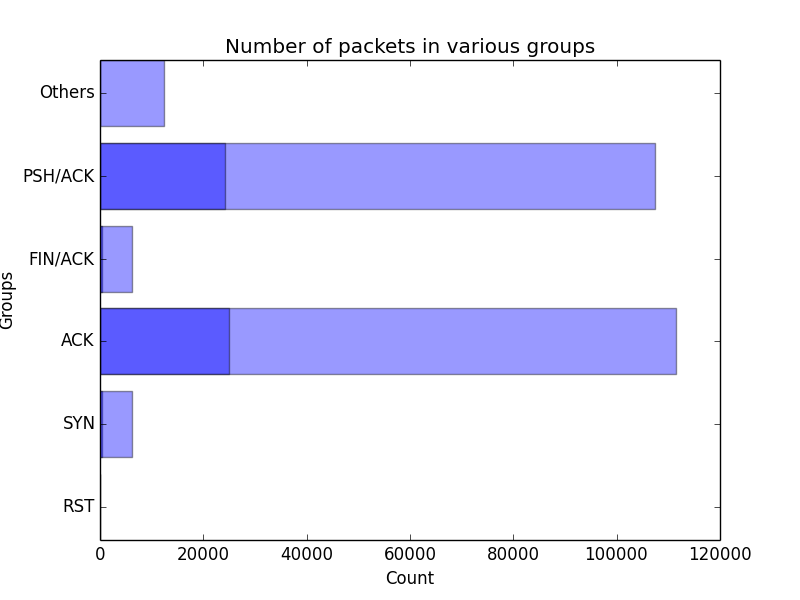 Number of packets in various groups
Others
PSH/ACK
FIN/ACK
ACK
SYN
RST
Groups
0 20000 40000 60000 80000 100000 120000
Count